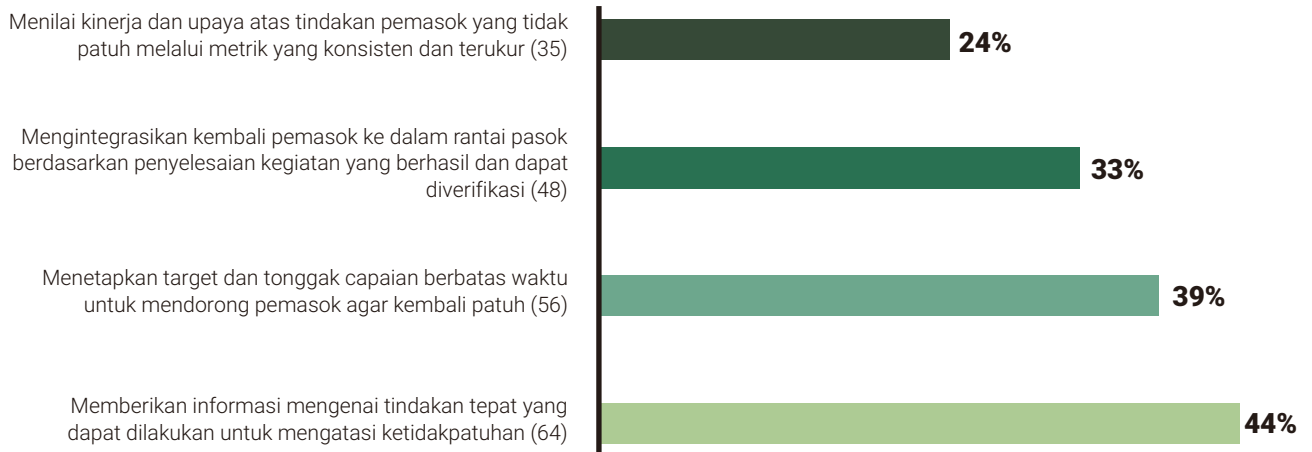 Menilai kinerja dan upaya atas tindakan pemasok yang tidak
patuh melalui metrik yang konsisten dan terukur (35)
24%
Mengintegrasikan kembali pemasok ke dalam rantai pasok
berdasarkan penyelesaian kegiatan yang berhasil dan dapat
diverifikasi (48)
33%
Menetapkan target dan tonggak capaian berbatas waktu
untuk mendorong pemasok agar kembali patuh (56)
39%
Memberikan informasi mengenai tindakan tepat yang
dapat dilakukan untuk mengatasi ketidakpatuhan (64)
44%